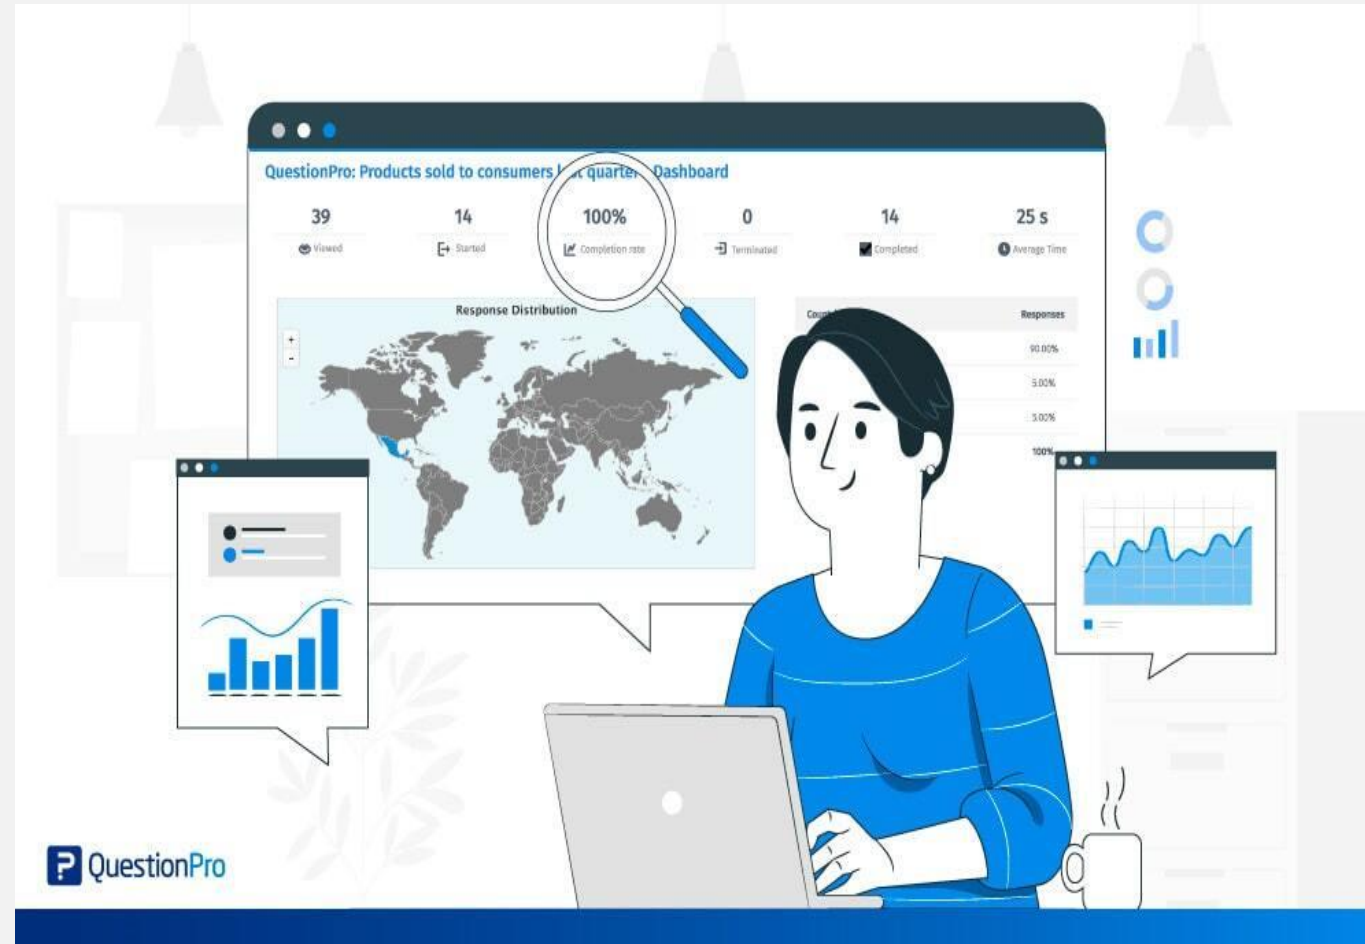 QuestionPro: Products sold to consumers last quarter - Dashboard
39 14 100% 0 14 25 s
Viewed Started Completion rate Terminated Completed Average Time
Response Distribution
Responses
+
-
90.00%
5.00%
5.00%
100%
? QuestionPro